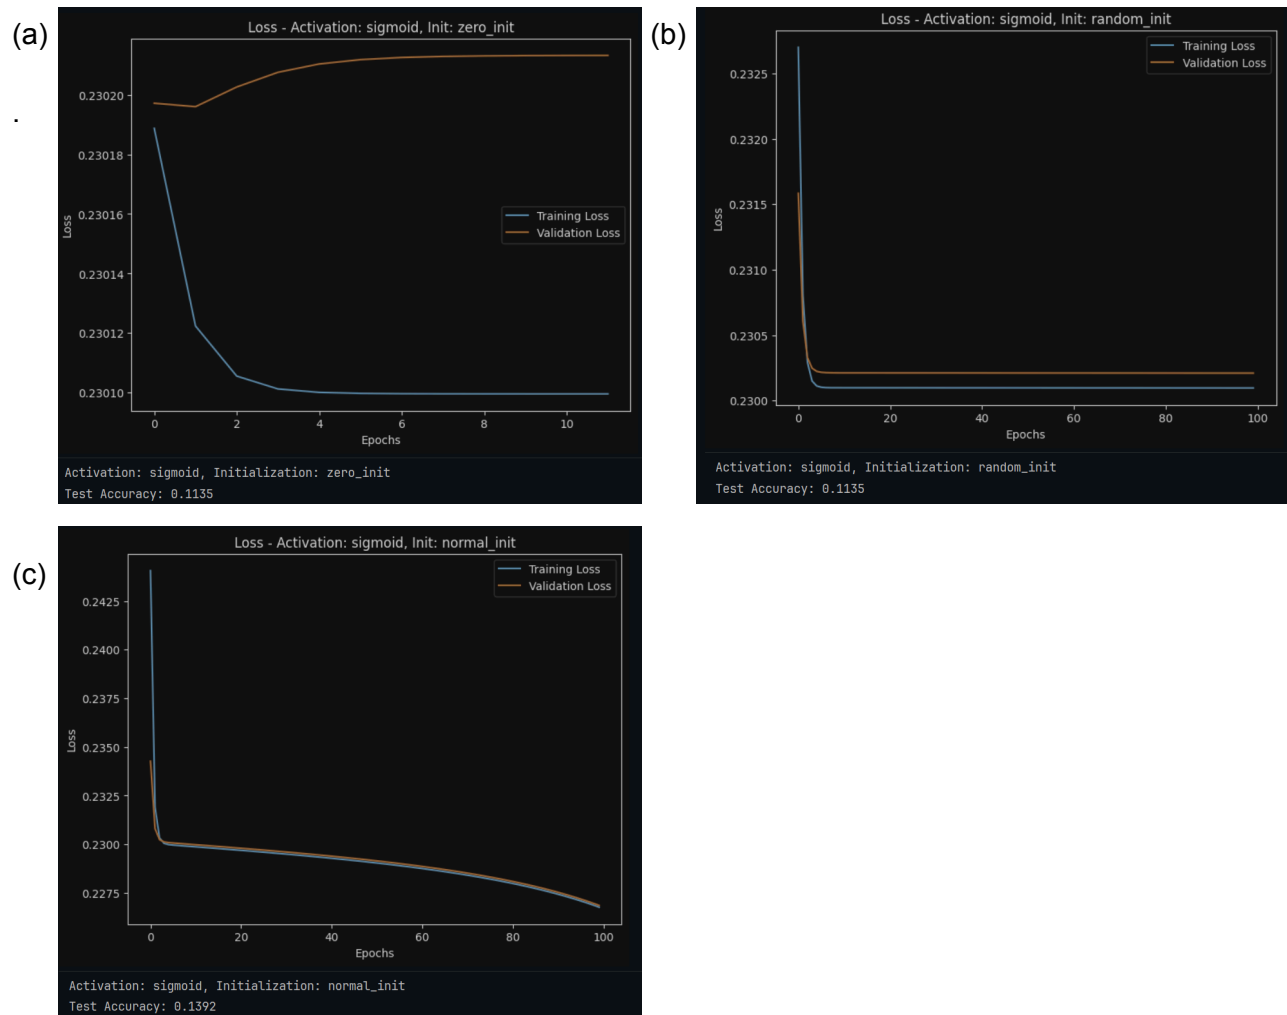 (a)
.
Loss - Activation: sigmoid, Init: zero_init
0.23020
0.23018
0.23016
0.23014
0.23012
0.23010
Loss
Training Loss
Validation Loss
0 2 4 6 8 10
Epochs
Activation: sigmoid, Initialization: zero_init
Test Accuracy: 0.1135
(b)
Loss - Activation: sigmoid, Init: random_init
Training Loss
Validation Loss
0.2325
0.2320
0.2315
0.2310
0.2305
0.2300
Loss
0 20 40 60 80 100
Epochs
Activation: sigmoid, Initialization: random_init
Test Accuracy: 0.1135
(c)
Loss - Activation: sigmoid, Init: normal_init
Training Loss
Validation Loss
0.2425
0.2400
0.2375
0.2350
0.2325
0.2300
0.2275
Loss
0 20 40 60 80 100
Epochs
Activation: sigmoid, Initialization: normal_init
Test Accuracy: 0.1392